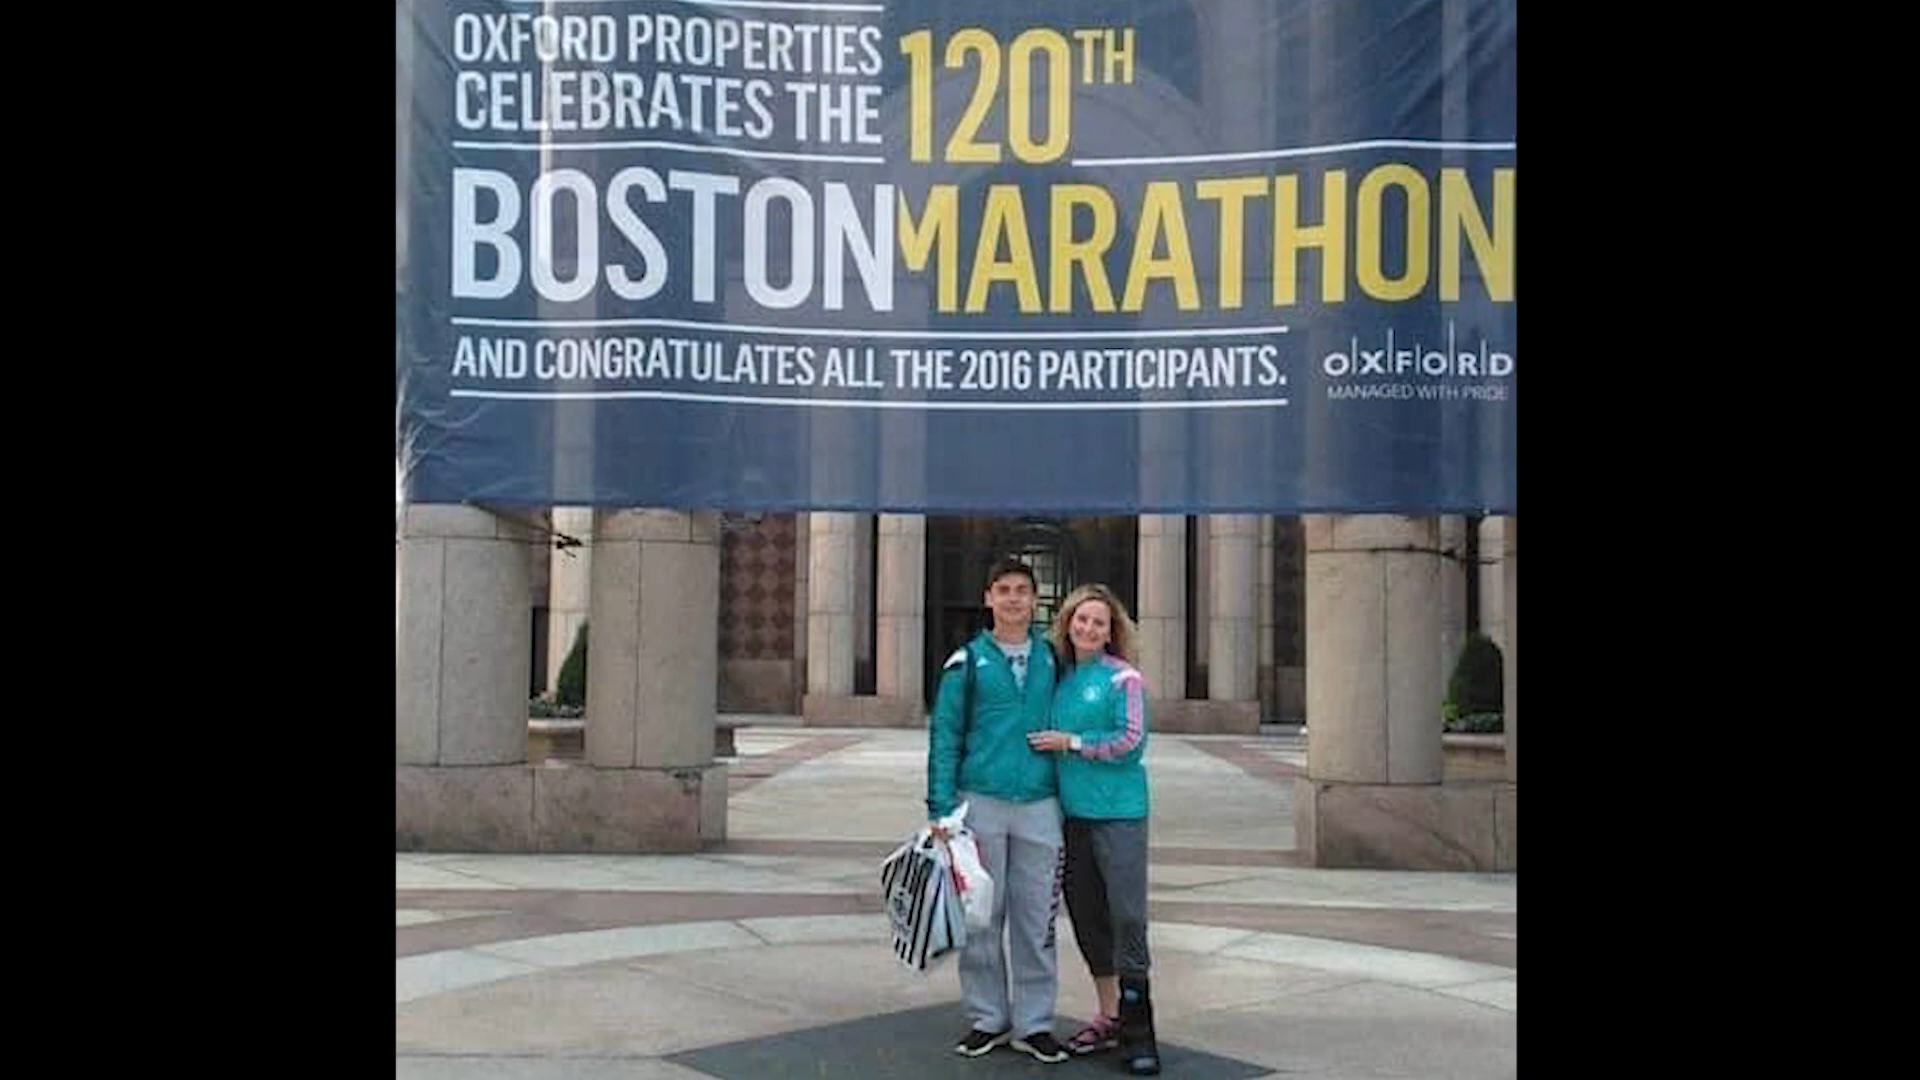 OXFORD PROPERTIES
CELEBRATES THE
120TH
BOSTON MARATHON
AND CONGRATULATES ALL THE 2016 PARTICIPANTS.
OXFORD
MANAGED WITH PRIDE